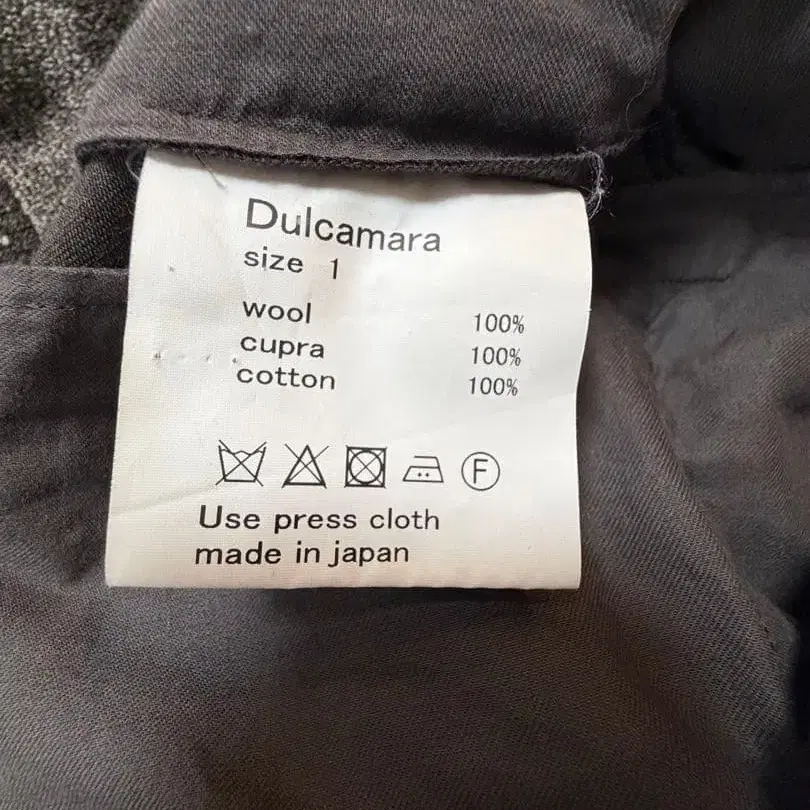 Dulcamara
size 1
wool 100%
cupra 100%
cotton 100%
F
Use press cloth
made in japan